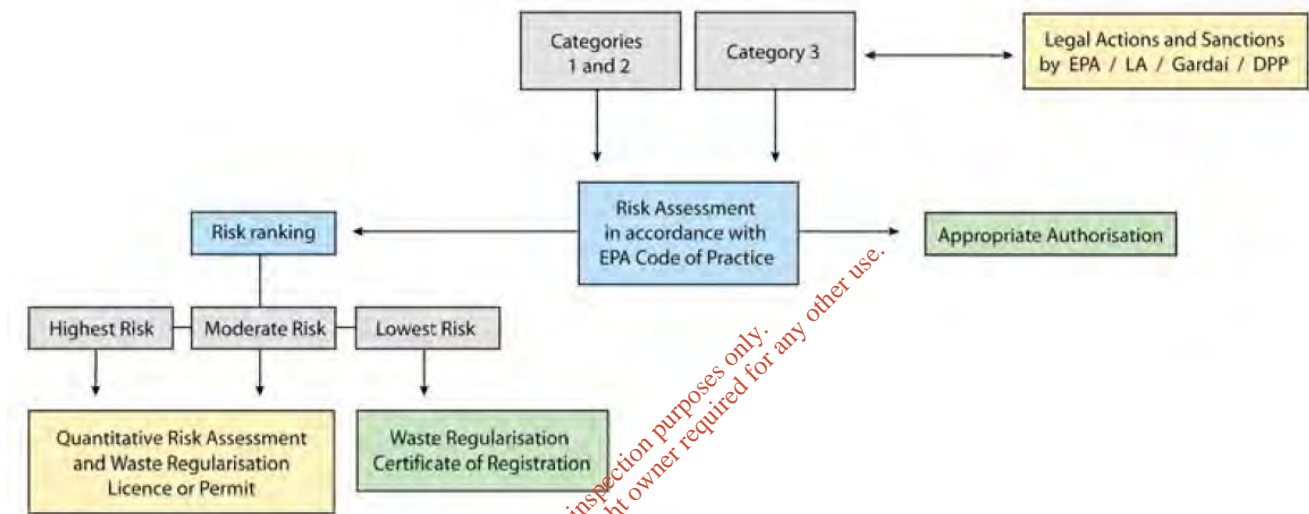 Categories
1 and 2
Category 3
Legal Actions and Sanctions
by EPA / LA / Gardaí / DPP
Risk Assessment
in accordance with
EPA Code of Practice
Risk ranking
Appropriate Authorisation
Highest Risk
Moderate Risk
Lowest Risk
Quantitative Risk Assessment
and Waste Regularisation
Licence or Permit
Waste Regularisation
Certificate of Registration
inspection purposes only.
owner required for any other use.